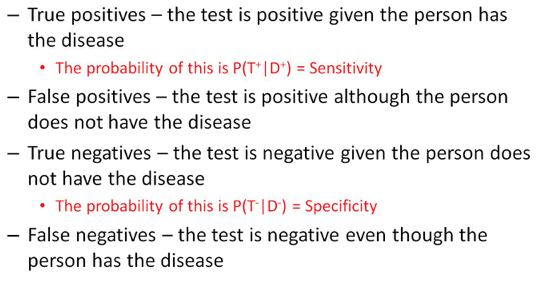 – True positives – the test is positive given the person has
the disease
• The probability of this is P(T⁺|D⁺) = Sensitivity
– False positives – the test is positive although the person
does not have the disease
– True negatives – the test is negative given the person does
not have the disease
• The probability of this is P(T⁻|D⁻) = Specificity
– False negatives – the test is negative even though the
person has the disease